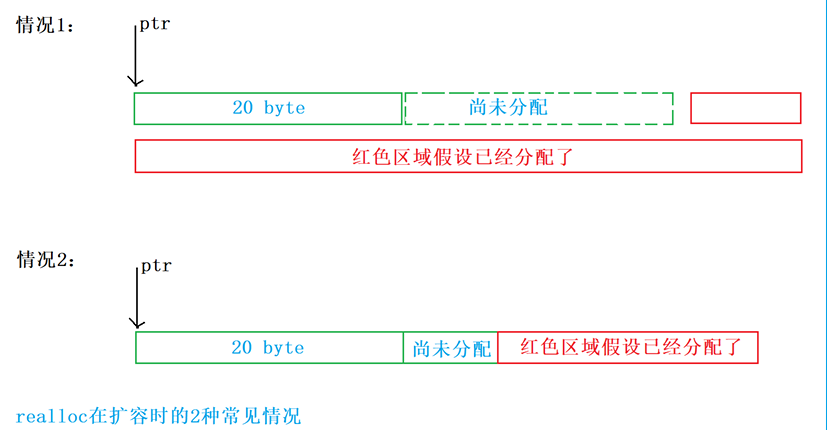 情况1：
ptr
20 byte
尚未分配
红色区域假设已经分配了
情况2：
ptr
20 byte
尚未分配
红色区域假设已经分配了
realloc在扩容时的2种常见情况